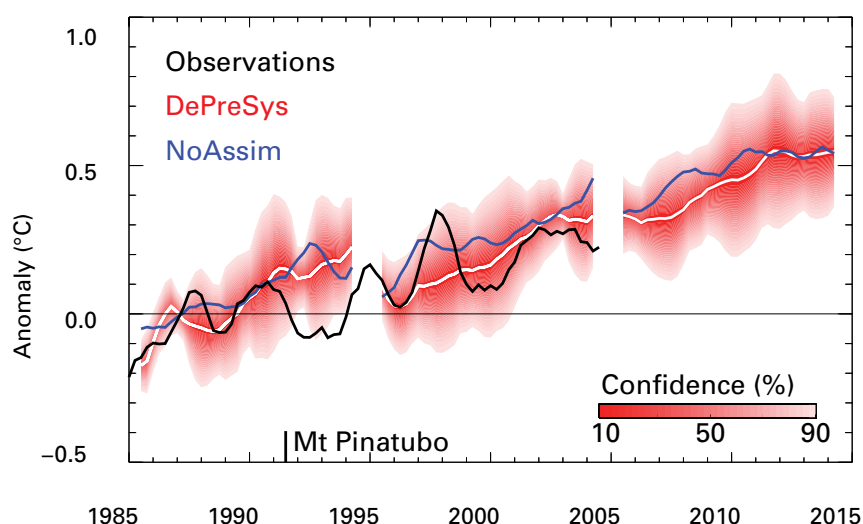 1.0
Observations
DePreSys
NoAssim
0.5
Anomaly (°C)
0.0
Confidence (%)
10 50 90
Mt Pinatubo
−0.5
1985 1990 1995 2000 2005 2010 2015